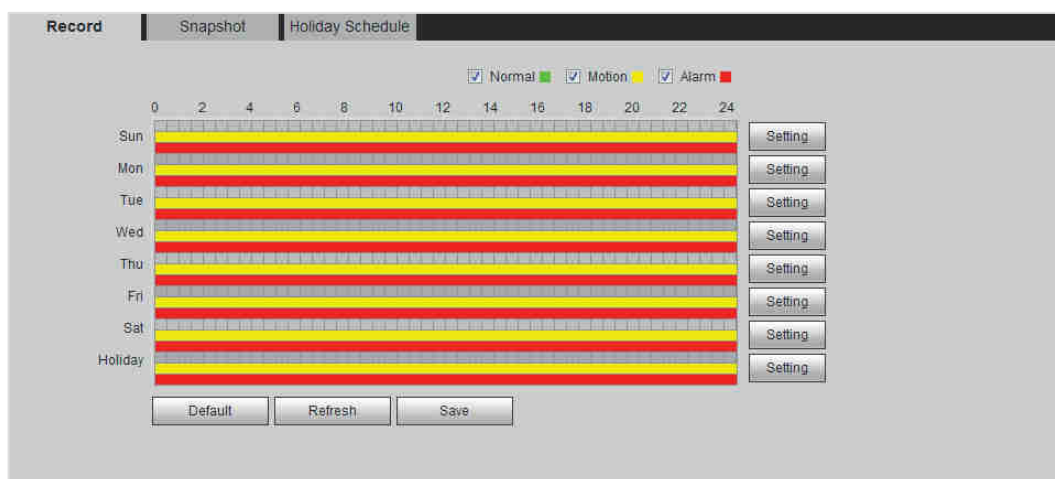 Record Snapshot Holiday Schedule
Normal Motion Alarm
0 2 4 6 8 10 12 14 16 18 20 22 24
Sun Setting
Mon Setting
Tue Setting
Wed Setting
Thu Setting
Fri Setting
Sat Setting
Holiday Setting
Default Refresh Save